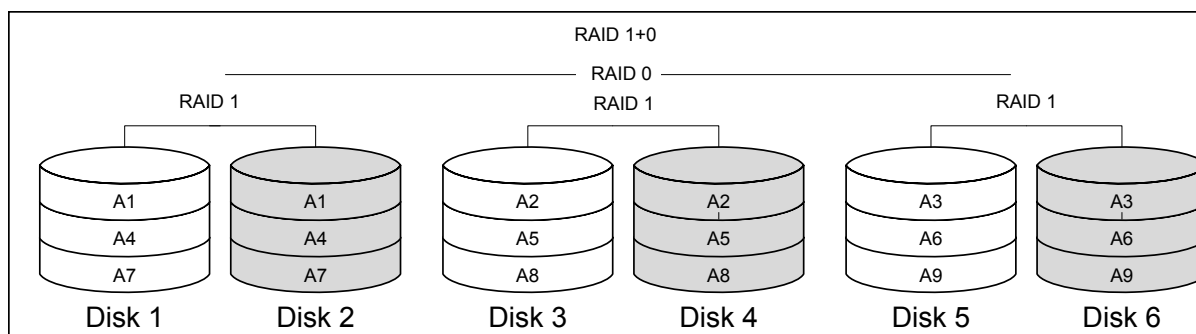 RAID 1+0
RAID 0
RAID 1 RAID 1 RAID 1
A1 A1 A2 A2 A3 A3
A4 A4 A5 A5 A6 A6
A7 A7 A8 A8 A9 A9
Disk 1 Disk 2 Disk 3 Disk 4 Disk 5 Disk 6